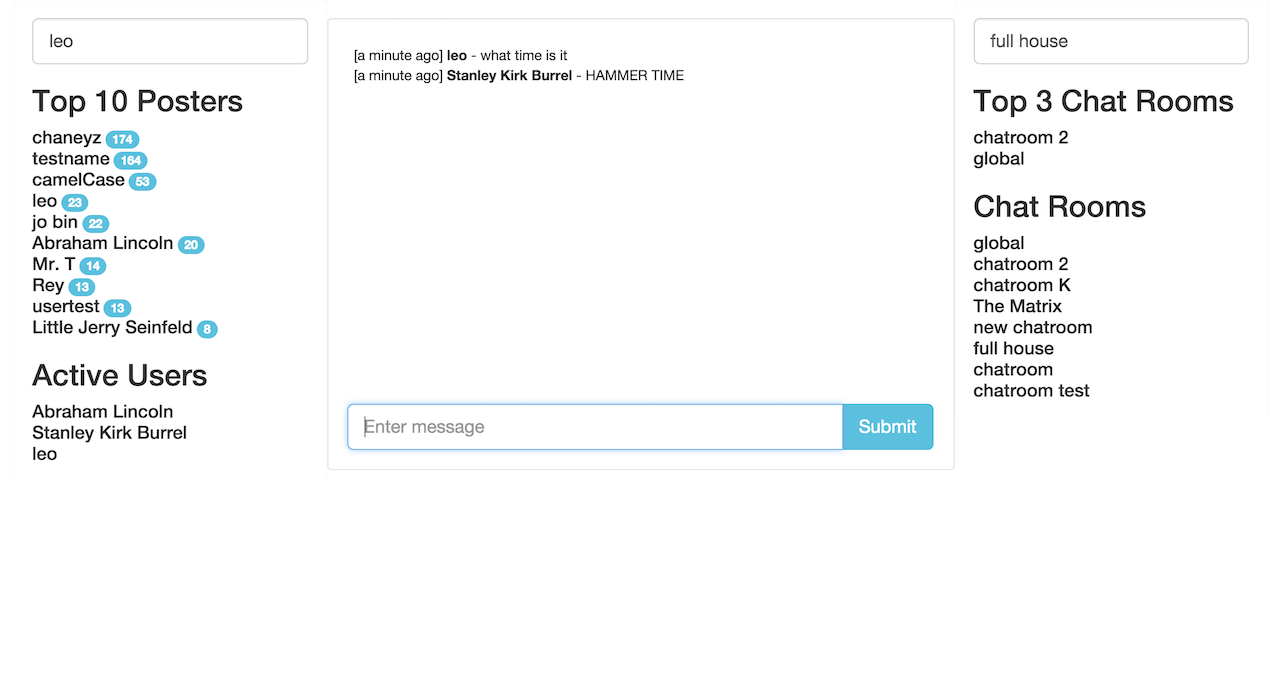 leo
Top 10 Posters
chaneyz 174
testname 164
camelCase 53
leo 23
jo bin 22
Abraham Lincoln 20
Mr. T 14
Rey 13
usertest 13
Little Jerry Seinfeld 8
Active Users
Abraham Lincoln
Stanley Kirk Burrel
leo
[a minute ago] leo - what time is it
[a minute ago] Stanley Kirk Burrel - HAMMER TIME
Enter message
Submit
full house
Top 3 Chat Rooms
chatroom 2
global
Chat Rooms
global
chatroom 2
chatroom K
The Matrix
new chatroom
full house
chatroom
chatroom test